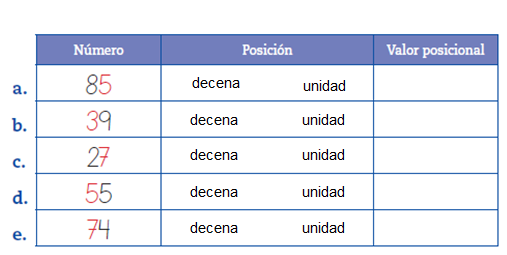 Número Posición Valor posicional
a. 85 decena unidad
b. 39 decena unidad
c. 27 decena unidad
d. 55 decena unidad
e. 74 decena unidad